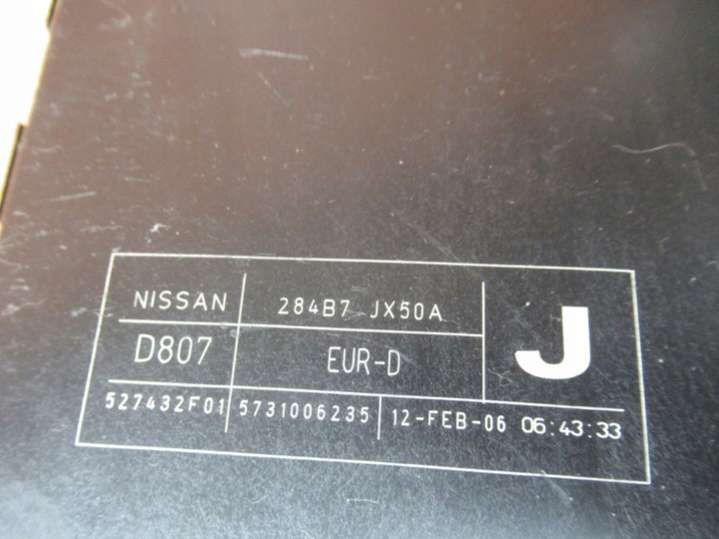 NISSAN 284B7 JX50A J
D807 EUR-D
527432F01 5731006235 12-FEB-06 06:43:33